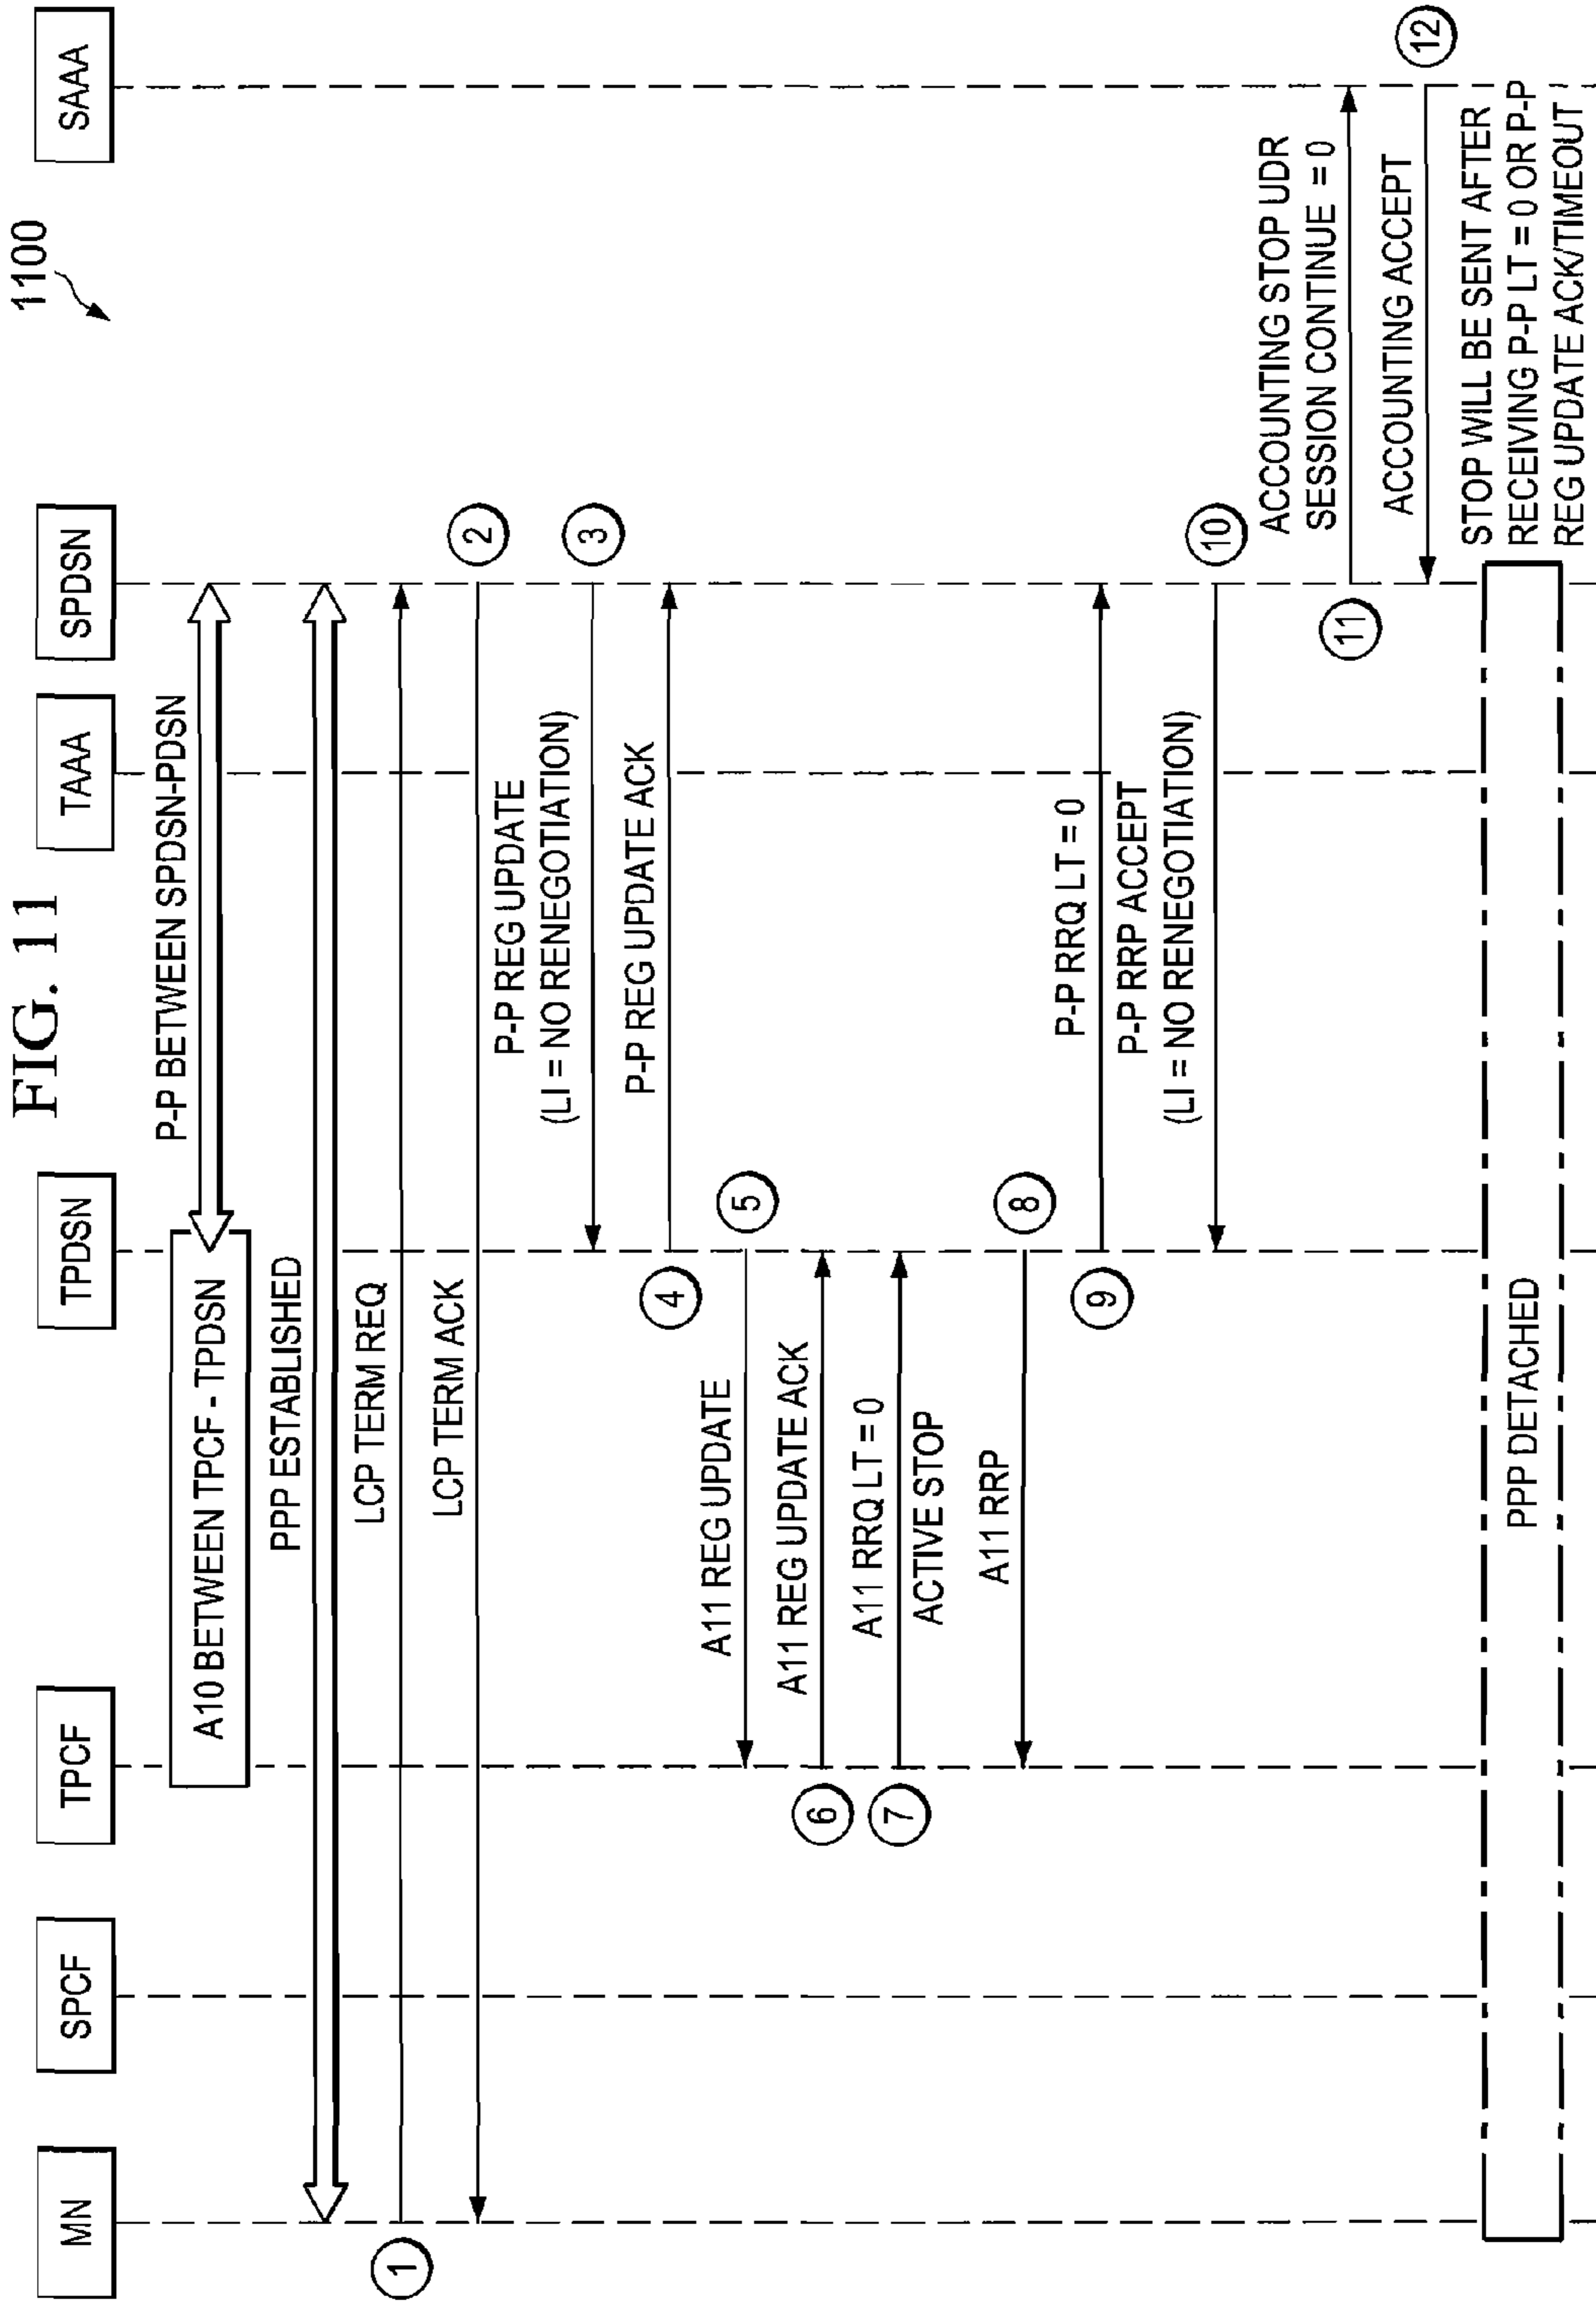 FIG. 11
1100
MN
SPCF
TPCF
TPDSN
TAAA
SPDSN
SAAA
A10 BETWEEN TPCF - TPDSN
P-P BETWEEN SPDSN-PDSN
PPP ESTABLISHED
1
LCP TERM REQ
LCP TERM ACK
2
P-P REG UPDATE
(LI = NO RENEGOTIATION)
3
4
P-P REG UPDATE ACK
A11 REG UPDATE
5
6
A11 REG UPDATE ACK
7
A11 RRQ LT = 0
ACTIVE STOP
A11 RRP
8
9
P-P RRQ LT = 0
P-P RRP ACCEPT
(LI = NO RENEGOTIATION)
10
ACCOUNTING STOP UDR
SESSION CONTINUE = 0
11
ACCOUNTING ACCEPT
12
STOP WILL BE SENT AFTER
RECEIVING P-P LT = 0 OR P-P
REG UPDATE ACK/TIMEOUT
PPP DETACHED